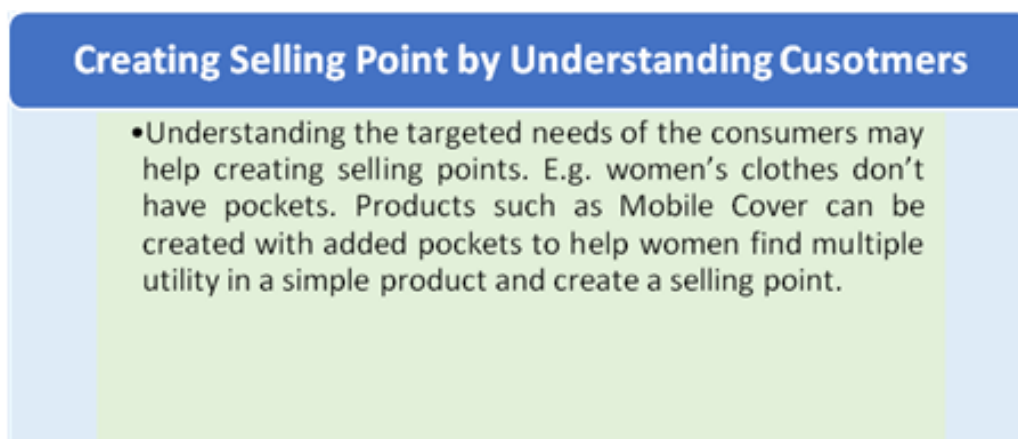 Creating Selling Point by Understanding Cusotmers
•Understanding the targeted needs of the consumers may
help creating selling points. E.g. women’s clothes don’t
have pockets. Products such as Mobile Cover can be
created with added pockets to help women find multiple
utility in a simple product and create a selling point.